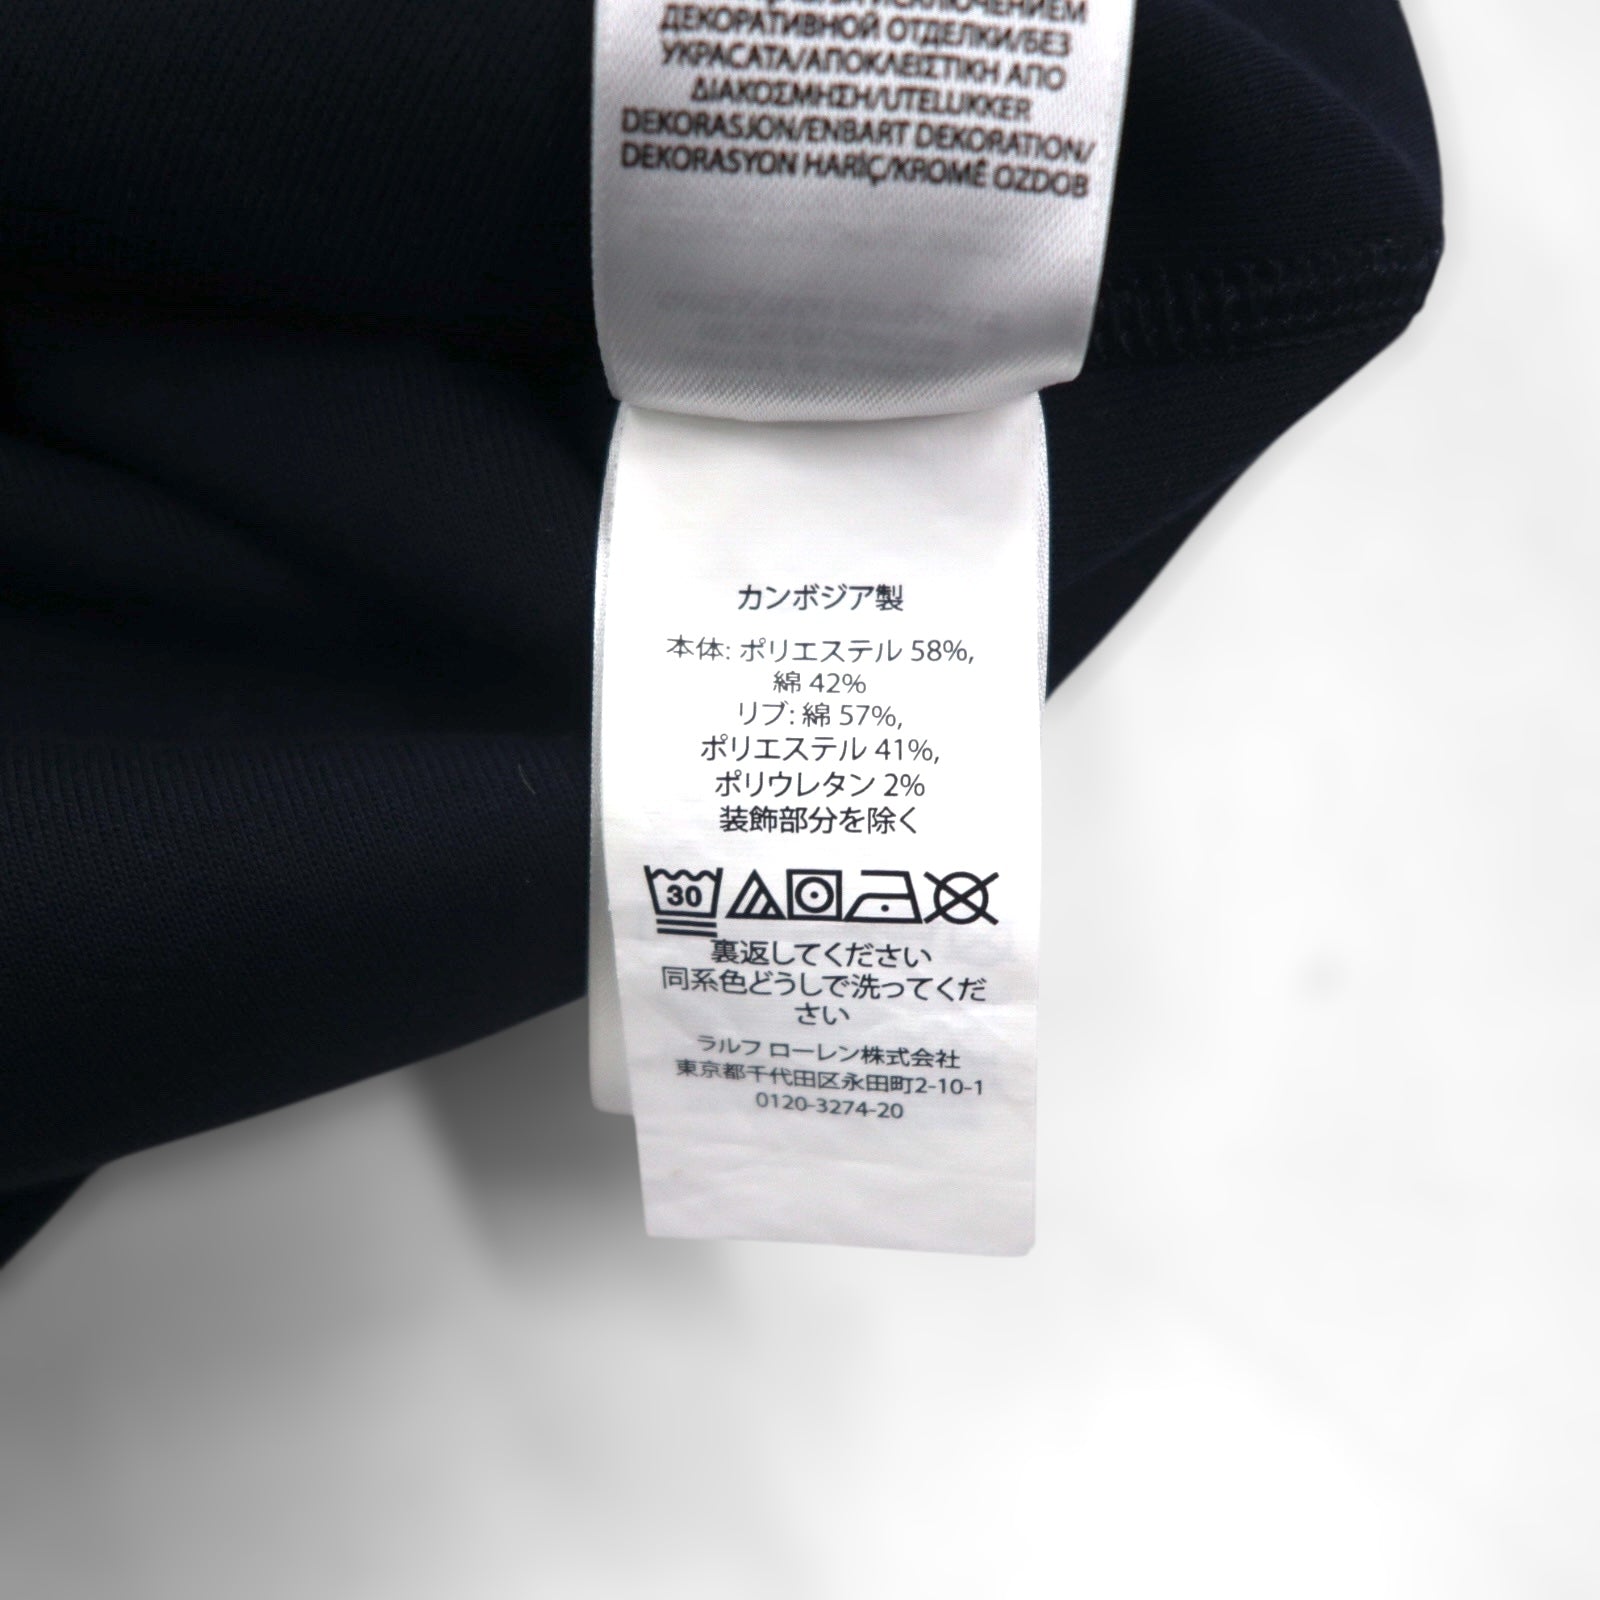 ИСКЛЮЧЕНИЕМ
ДЕКОРАТИВНОЙ ОТДЕЛКИ/БЕЗ
УКРАСАТА/ΑΠΟΚΛΕΙΣΤΙΚΗ ΑΠΟ
ΔΙΑΚΟΣΜΗΣΗ/UTELUKKER
DEKORASJON/ENBART DEKORATION/
DEKORASYON HARİÇ/KROMĚ OZDOB
カンボジア製
本体: ポリエステル 58%,
綿 42%
リブ: 綿 57%,
ポリエステル 41%,
ポリウレタン 2%
装飾部分を除く
30
裏返してください
同系色どうしで洗ってくだ
さい
ラルフ ローレン株式会社
東京都千代田区永田町2-10-1
0120-3274-20